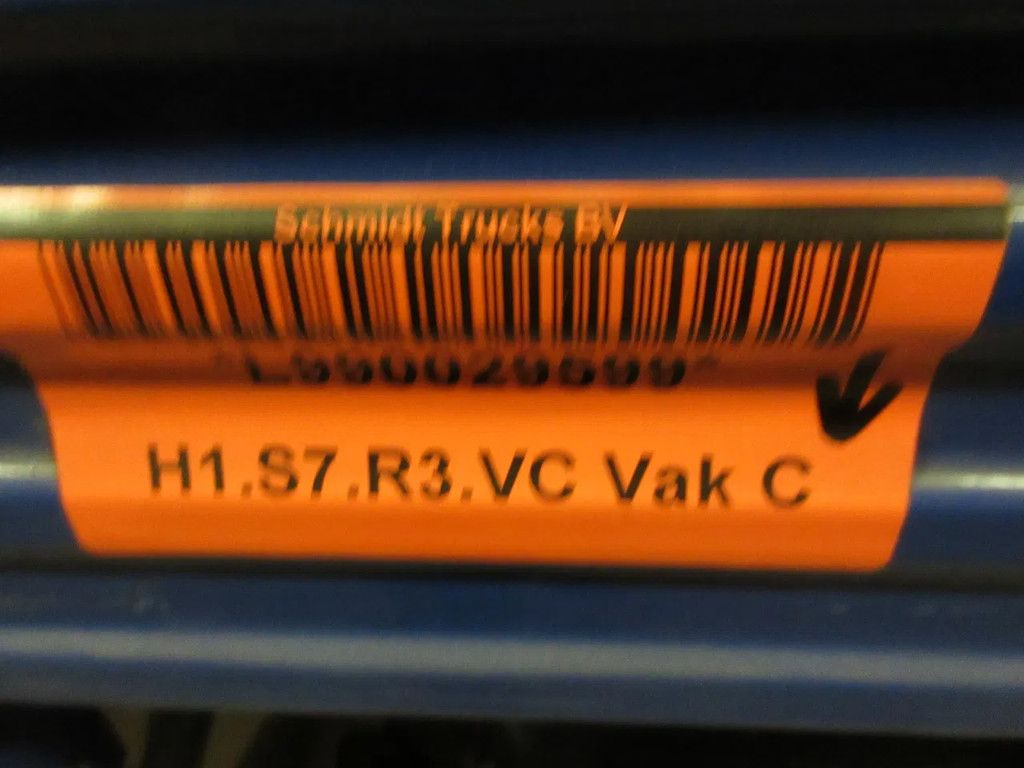 Schmidt Trucks BV
H1.S7.R3.VC Vak C